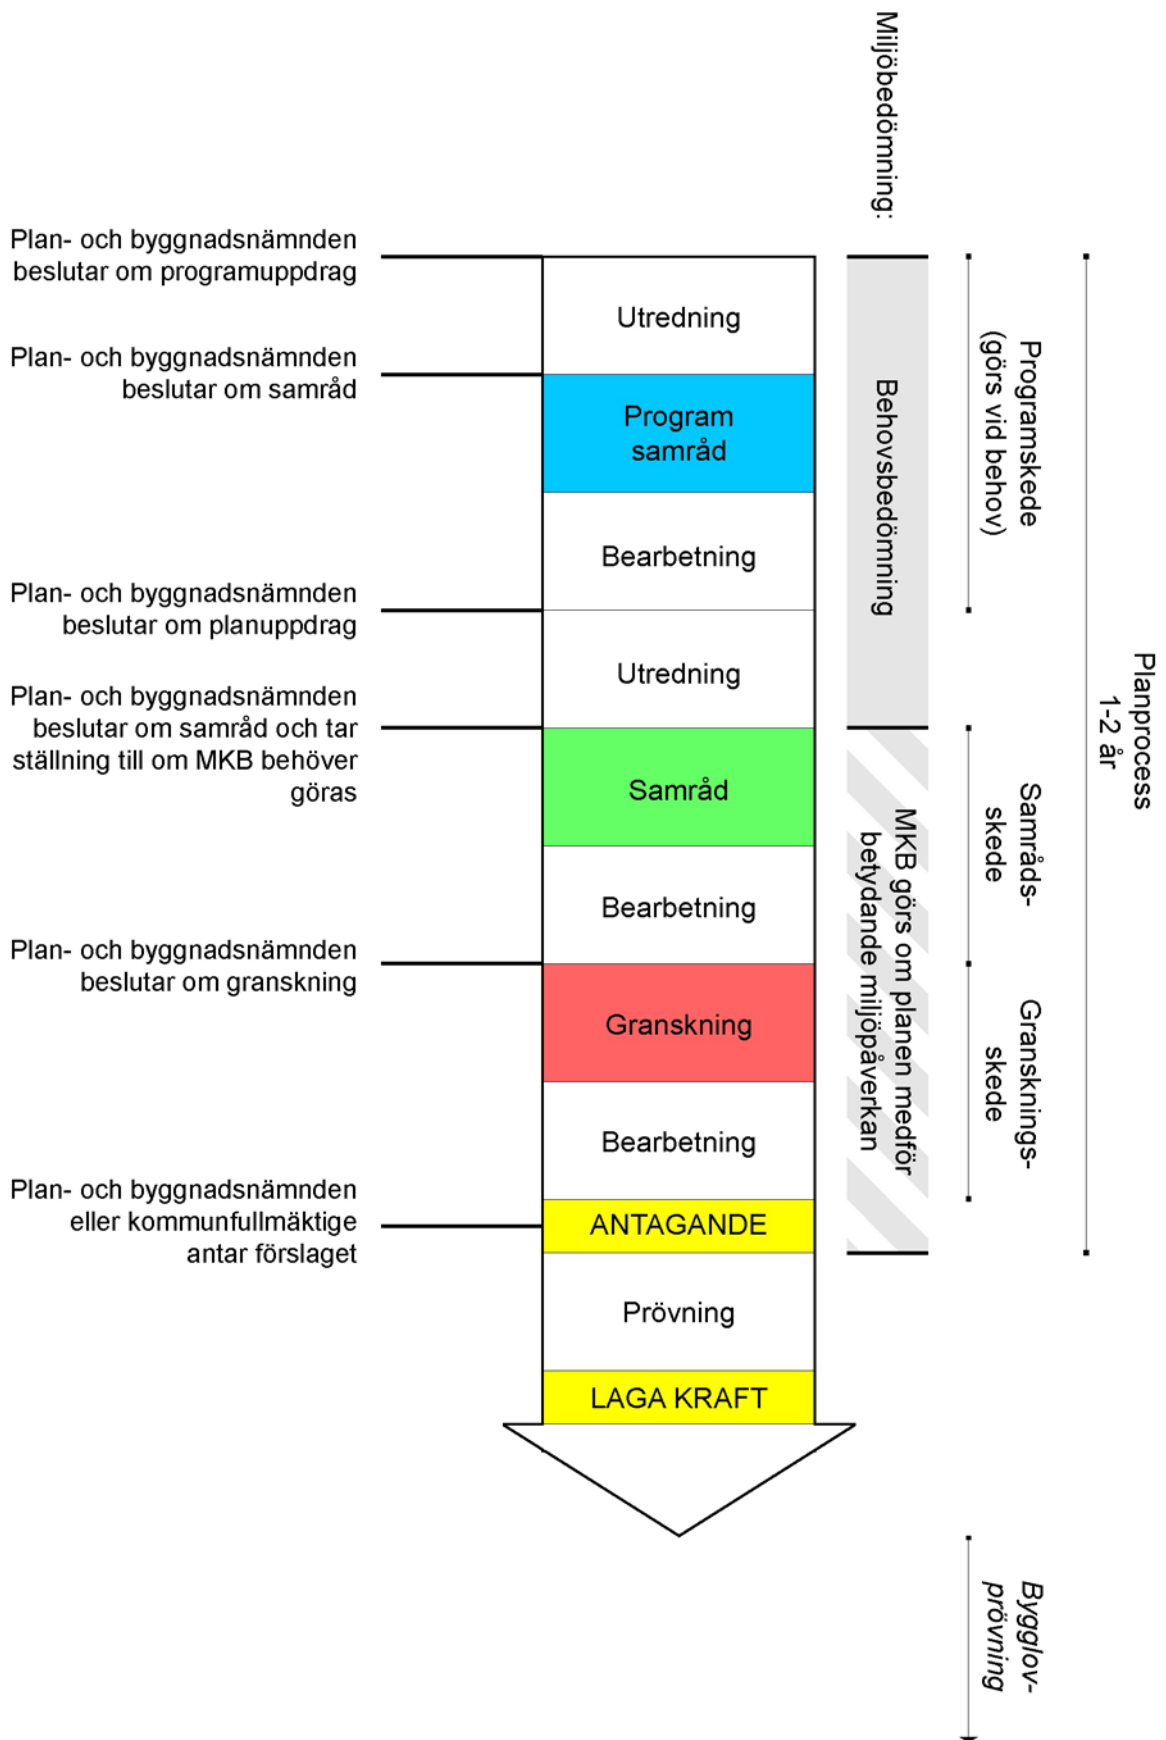 Miljöbedömning:
Plan- och byggnadsnämnden
beslutar om programuppdrag
Plan- och byggnadsnämnden
beslutar om samråd
Plan- och byggnadsnämnden
beslutar om planuppdrag
Plan- och byggnadsnämnden
beslutar om samråd och tar
ställning till om MKB behöver
göras
Plan- och byggnadsnämnden
beslutar om granskning
Plan- och byggnadsnämnden
eller kommunfullmäktige
antar förslaget
Utredning
Program
samråd
Bearbetning
Utredning
Samråd
Bearbetning
Granskning
Bearbetning
ANTAGANDE
Prövning
LAGA KRAFT
Behovsbedömning
MKB görs om planen medför
betydande miljöpåverkan
Programskede
(görs vid behov)
Samråds-
skede
Gransknings-
skede
Planprocess
1-2 år
Bygglov-
prövning